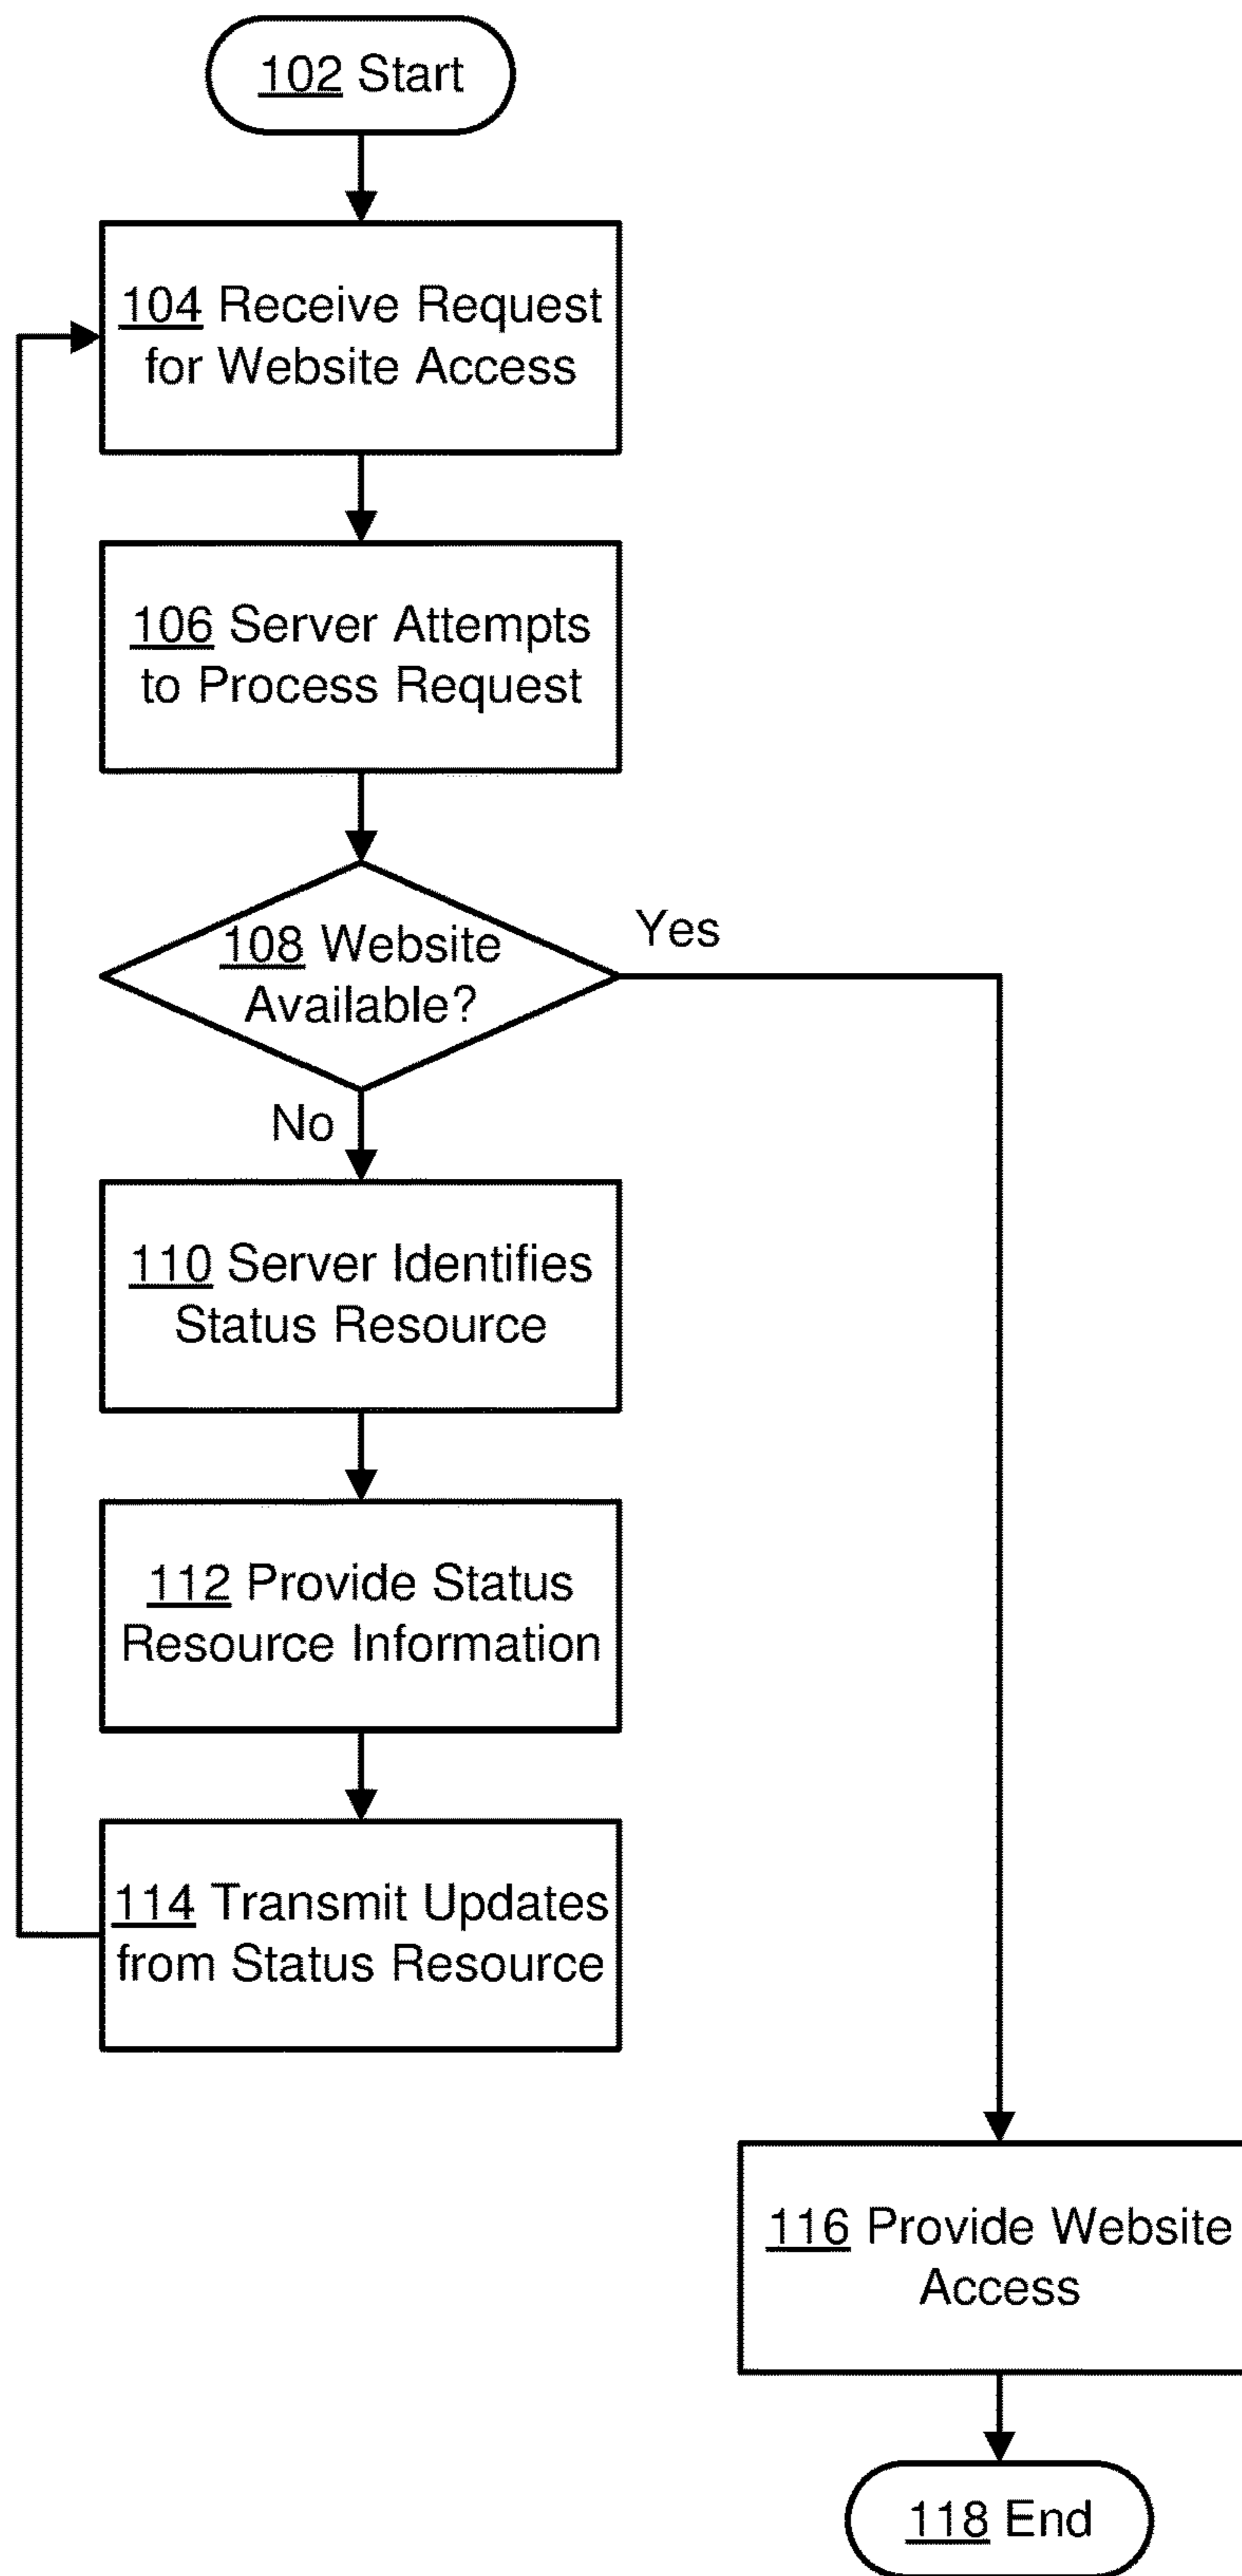 102 Start
104 Receive Request
for Website Access
106 Server Attempts
to Process Request
108 Website
Available?
Yes
No
110 Server Identifies
Status Resource
112 Provide Status
Resource Information
114 Transmit Updates
from Status Resource
116 Provide Website
Access
118 End